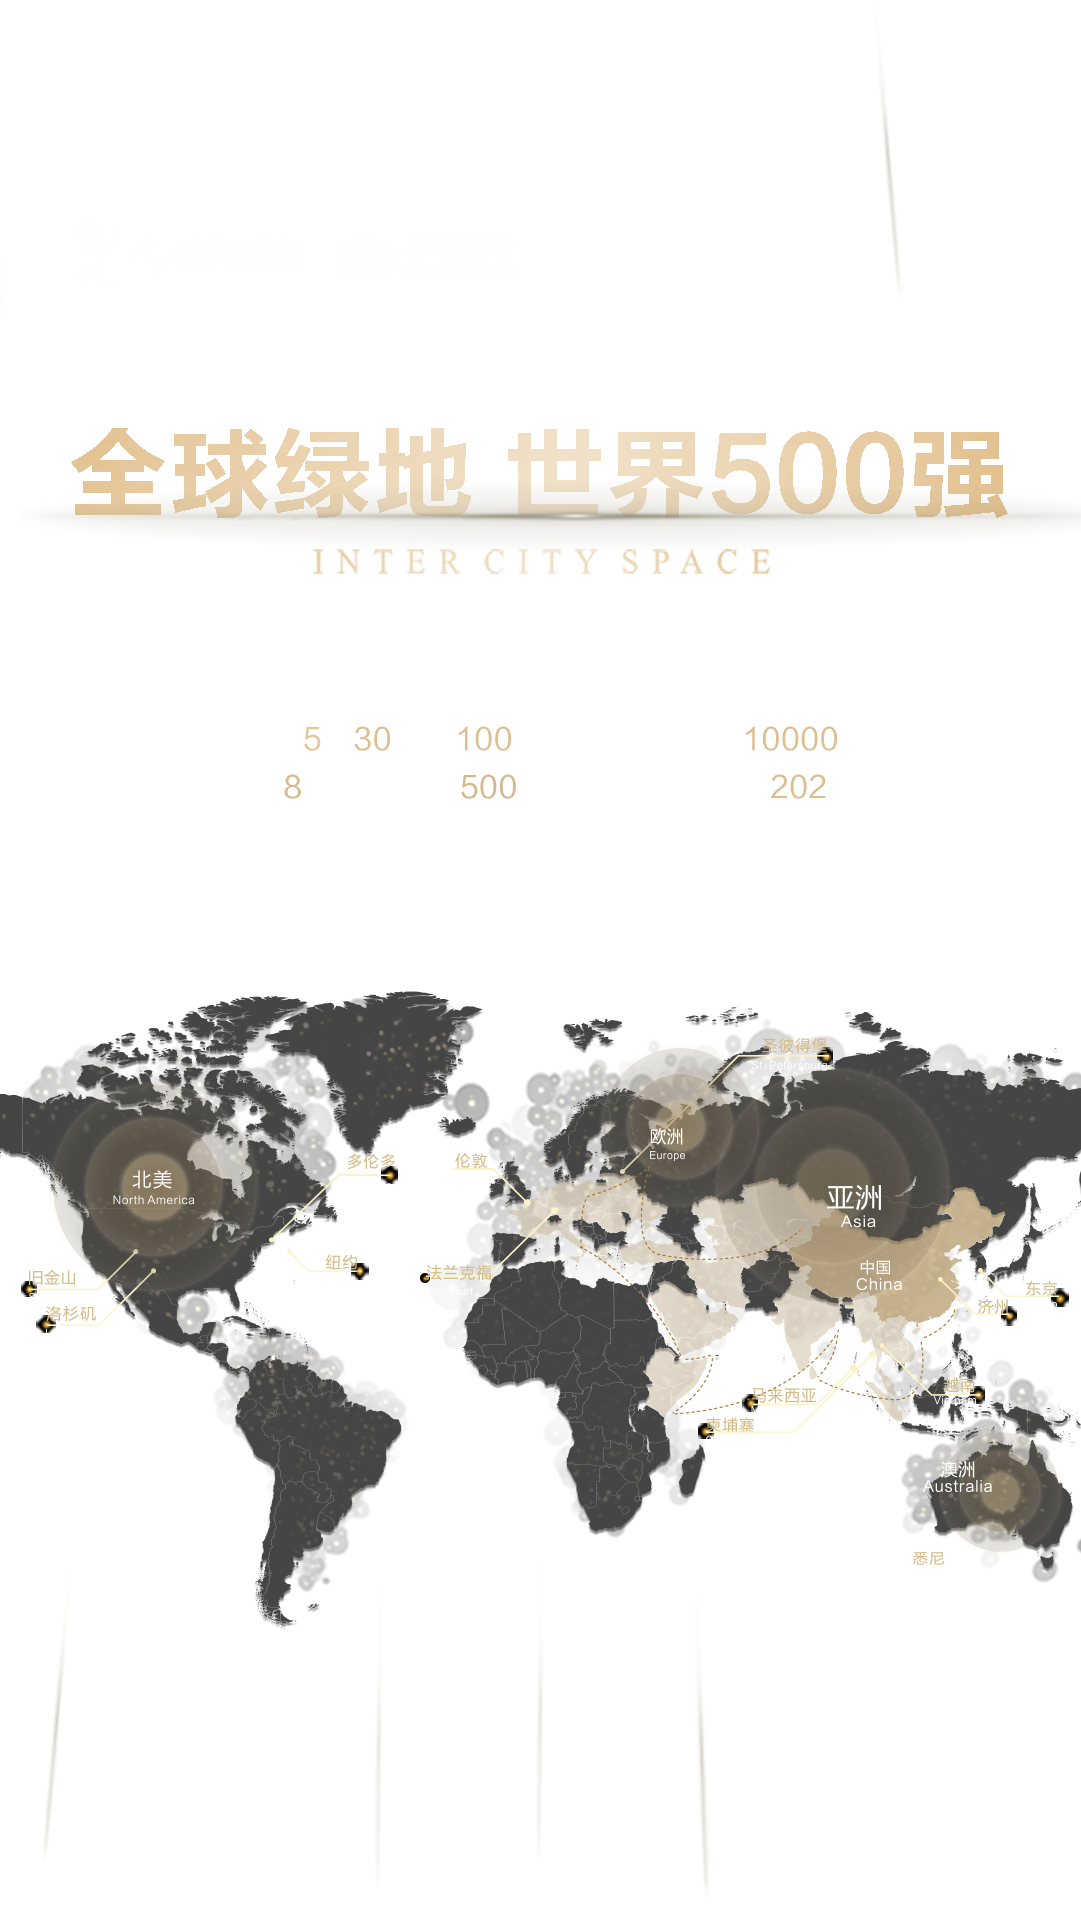 全球绿地 世界500强
INTER CITY SPACE
5 30 100 10000
8 500 202
圣彼得堡
St.Petersburg
欧洲
Europe
多伦多
伦敦
北美
North America
亚洲
Asia
纽约
法兰克福
Frankfurt
中国
China
旧金山
东京
洛杉矶
济州
越南
Vietnam
马来西亚
柬埔寨
澳洲
Australia
悉尼